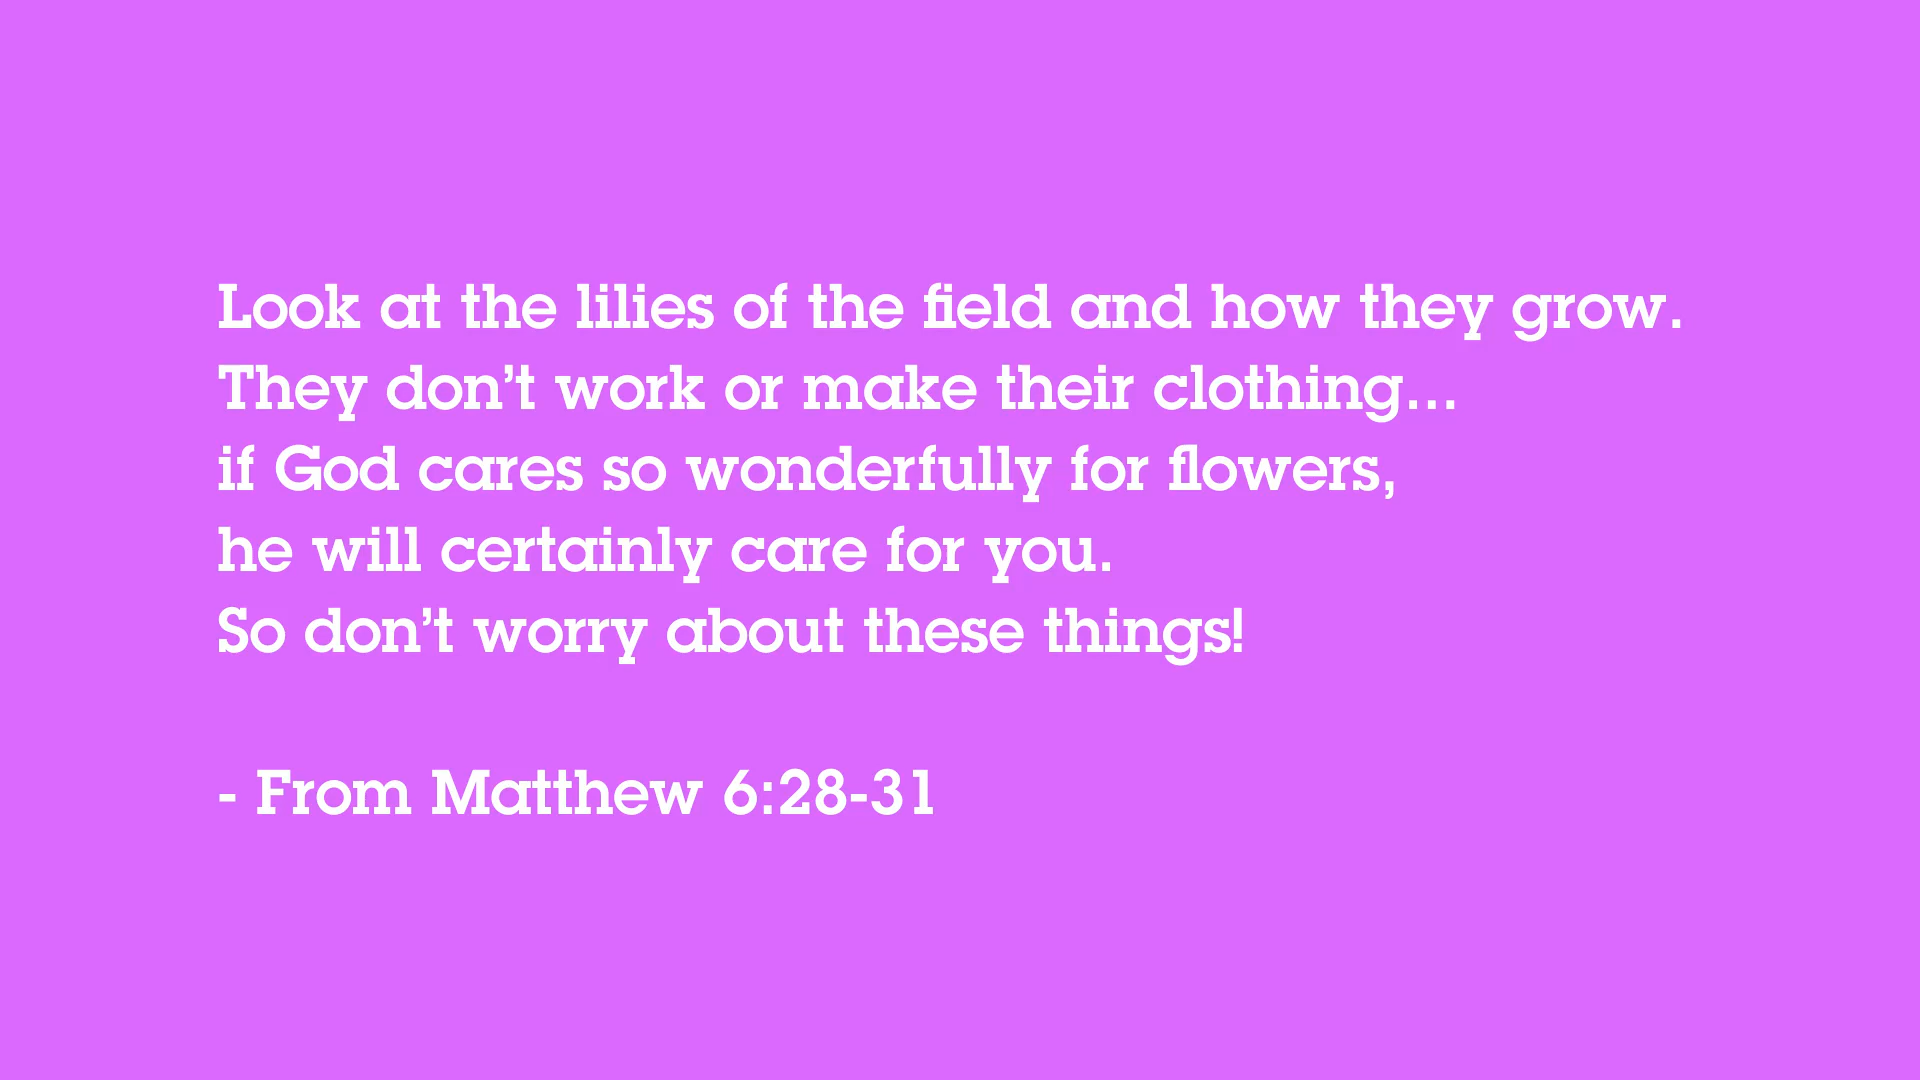 Look at the lilies of the field and how they grow.
They don’t work or make their clothing...
if God cares so wonderfully for flowers,
he will certainly care for you.
So don’t worry about these things!
- From Matthew 6:28-31